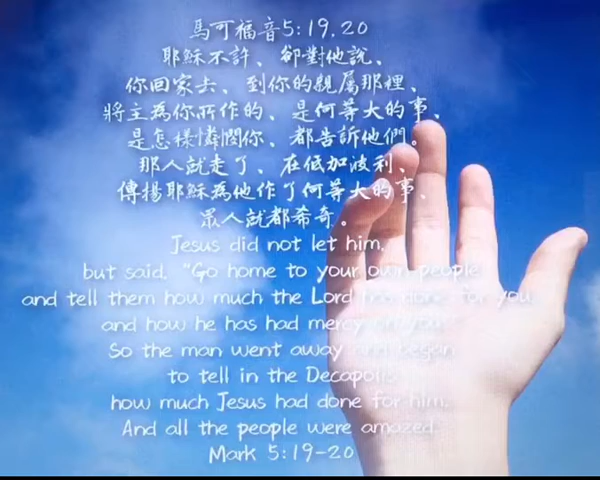 馬可福音5:19,20
耶穌不許、卻對他說、
你回家去、到你的親屬那裡、
將主為你所作的、是何等大的事、
是怎樣憐憫你、都告訴他們。
那人就走了、在低加波利、
傳揚耶穌為他作了何等大的事、
眾人就都希奇。
Jesus did not let him,
but said, "Go home to your own people
and tell them how much the Lord has done for you,
and how he has had mercy on you."
So the man went away and began
to tell in the Decapolis
how much Jesus had done for him.
And all the people were amazed.
Mark 5:19-20